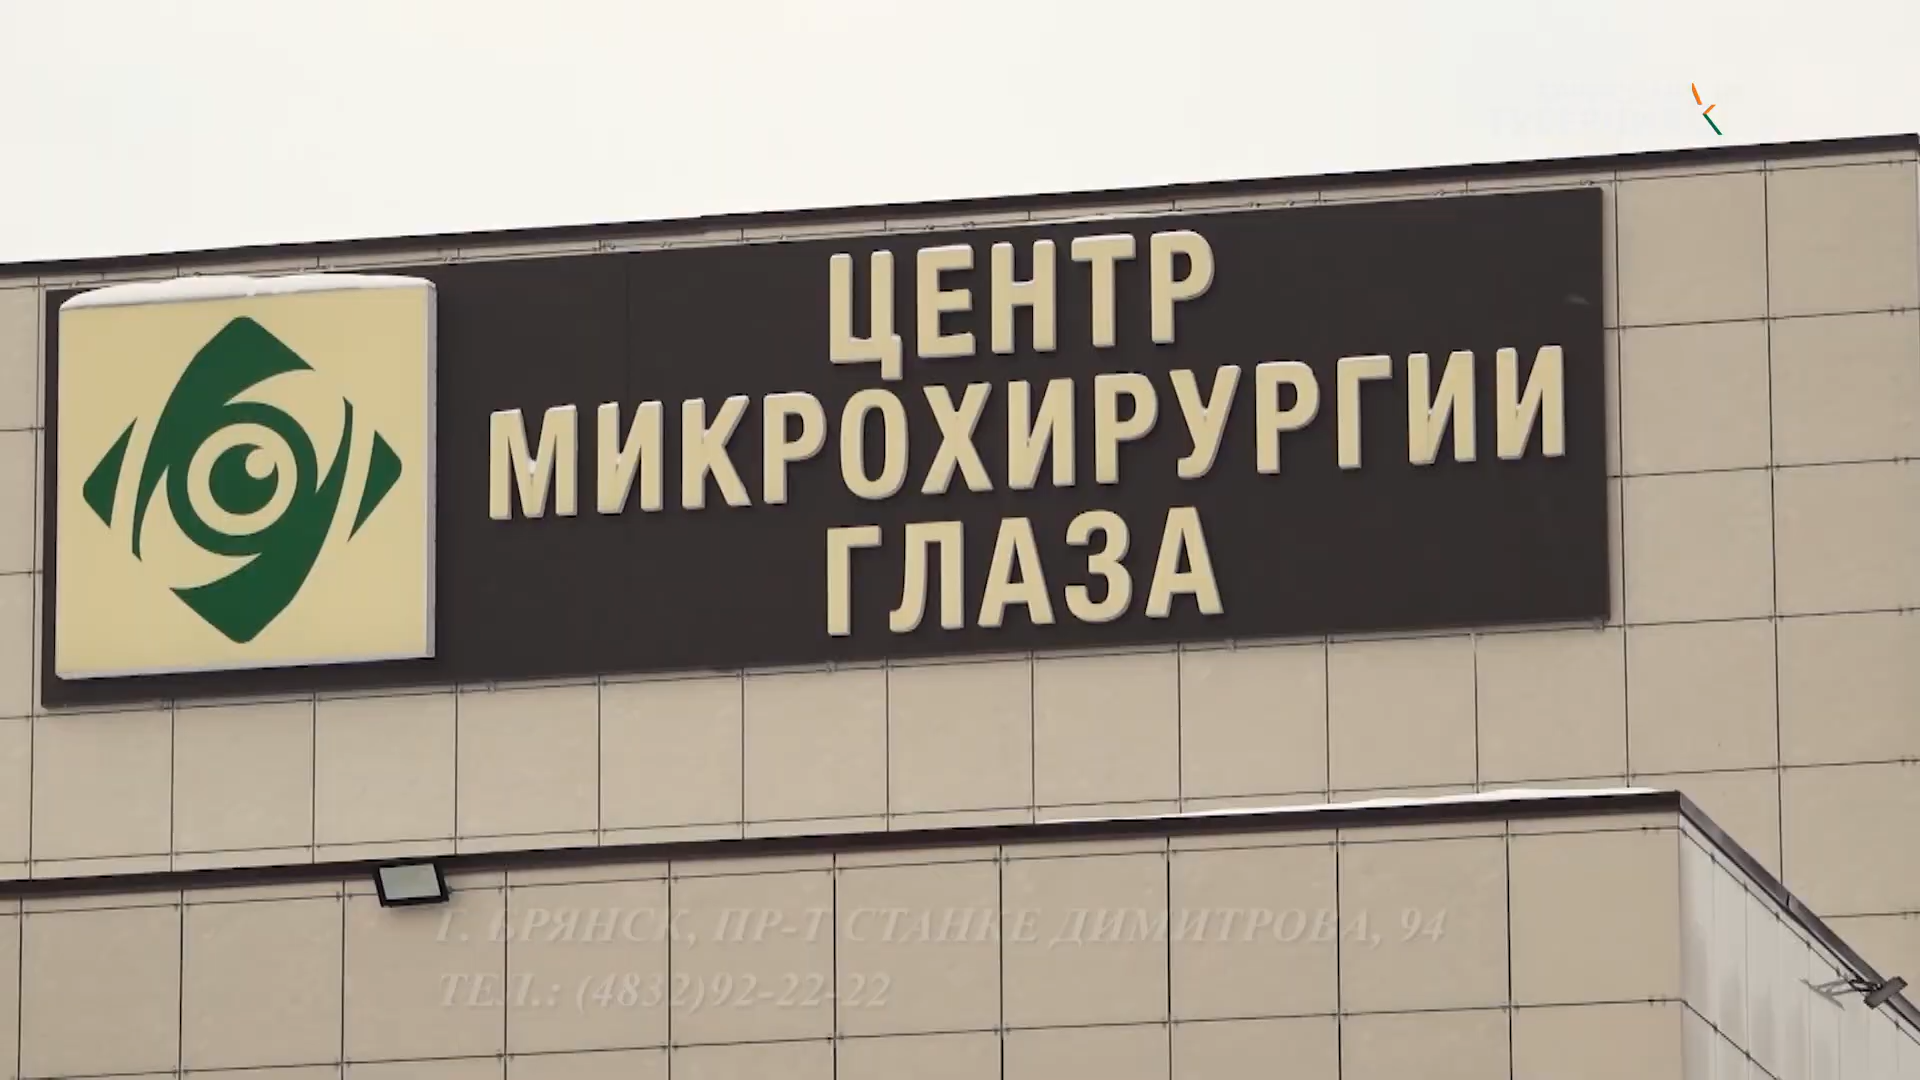 ЦЕНТР
МИКРОХИРУРГИИ
ГЛАЗА
Г. БРЯНСК, ПР-Т СТАНКЕ ДИМИТРОВА, 94
ТЕЛ.: (4832)92-22-22